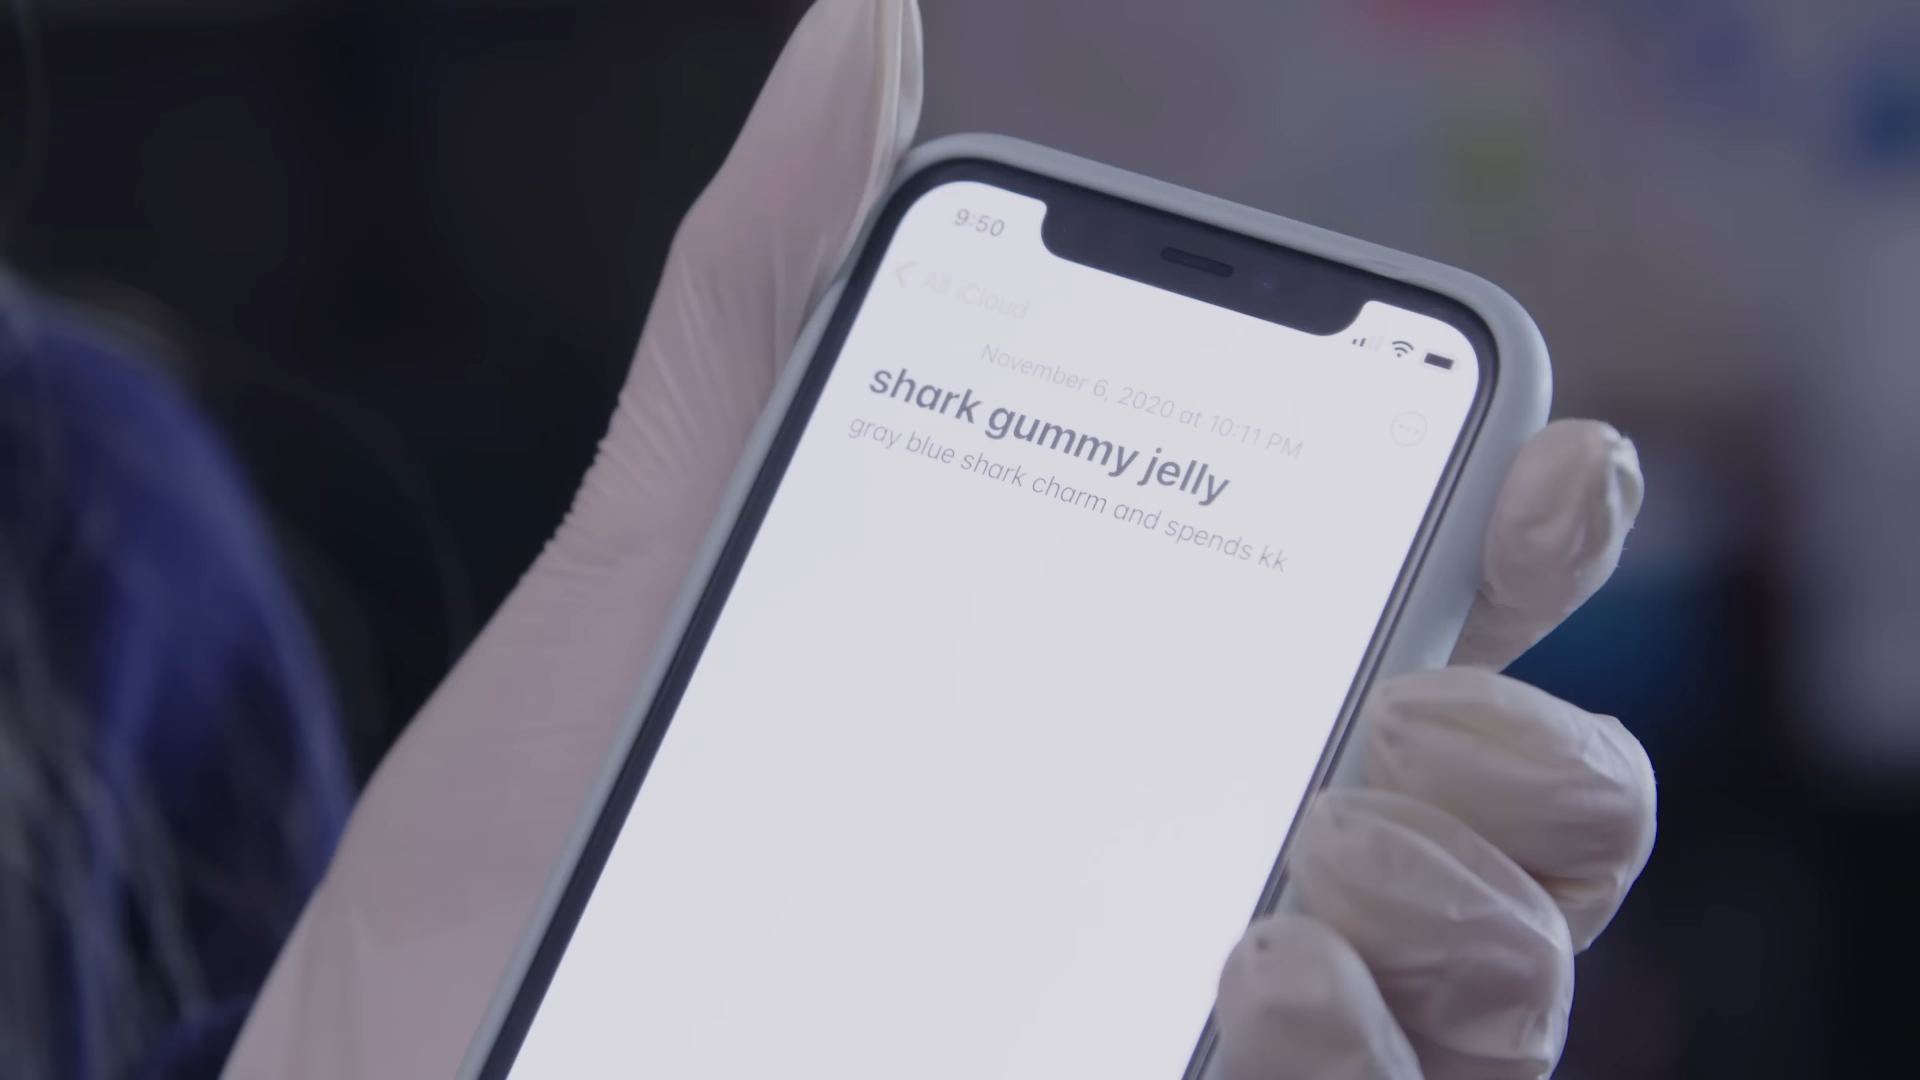 9:50
All iCloud
November 6, 2020 at 10:11 PM
shark gummy jelly
gray blue shark charm and spends kk